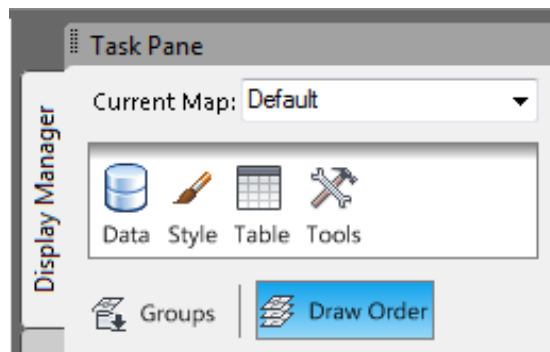 Task Pane
Display Manager
Current Map: Default
Data Style Table Tools
Groups Draw Order